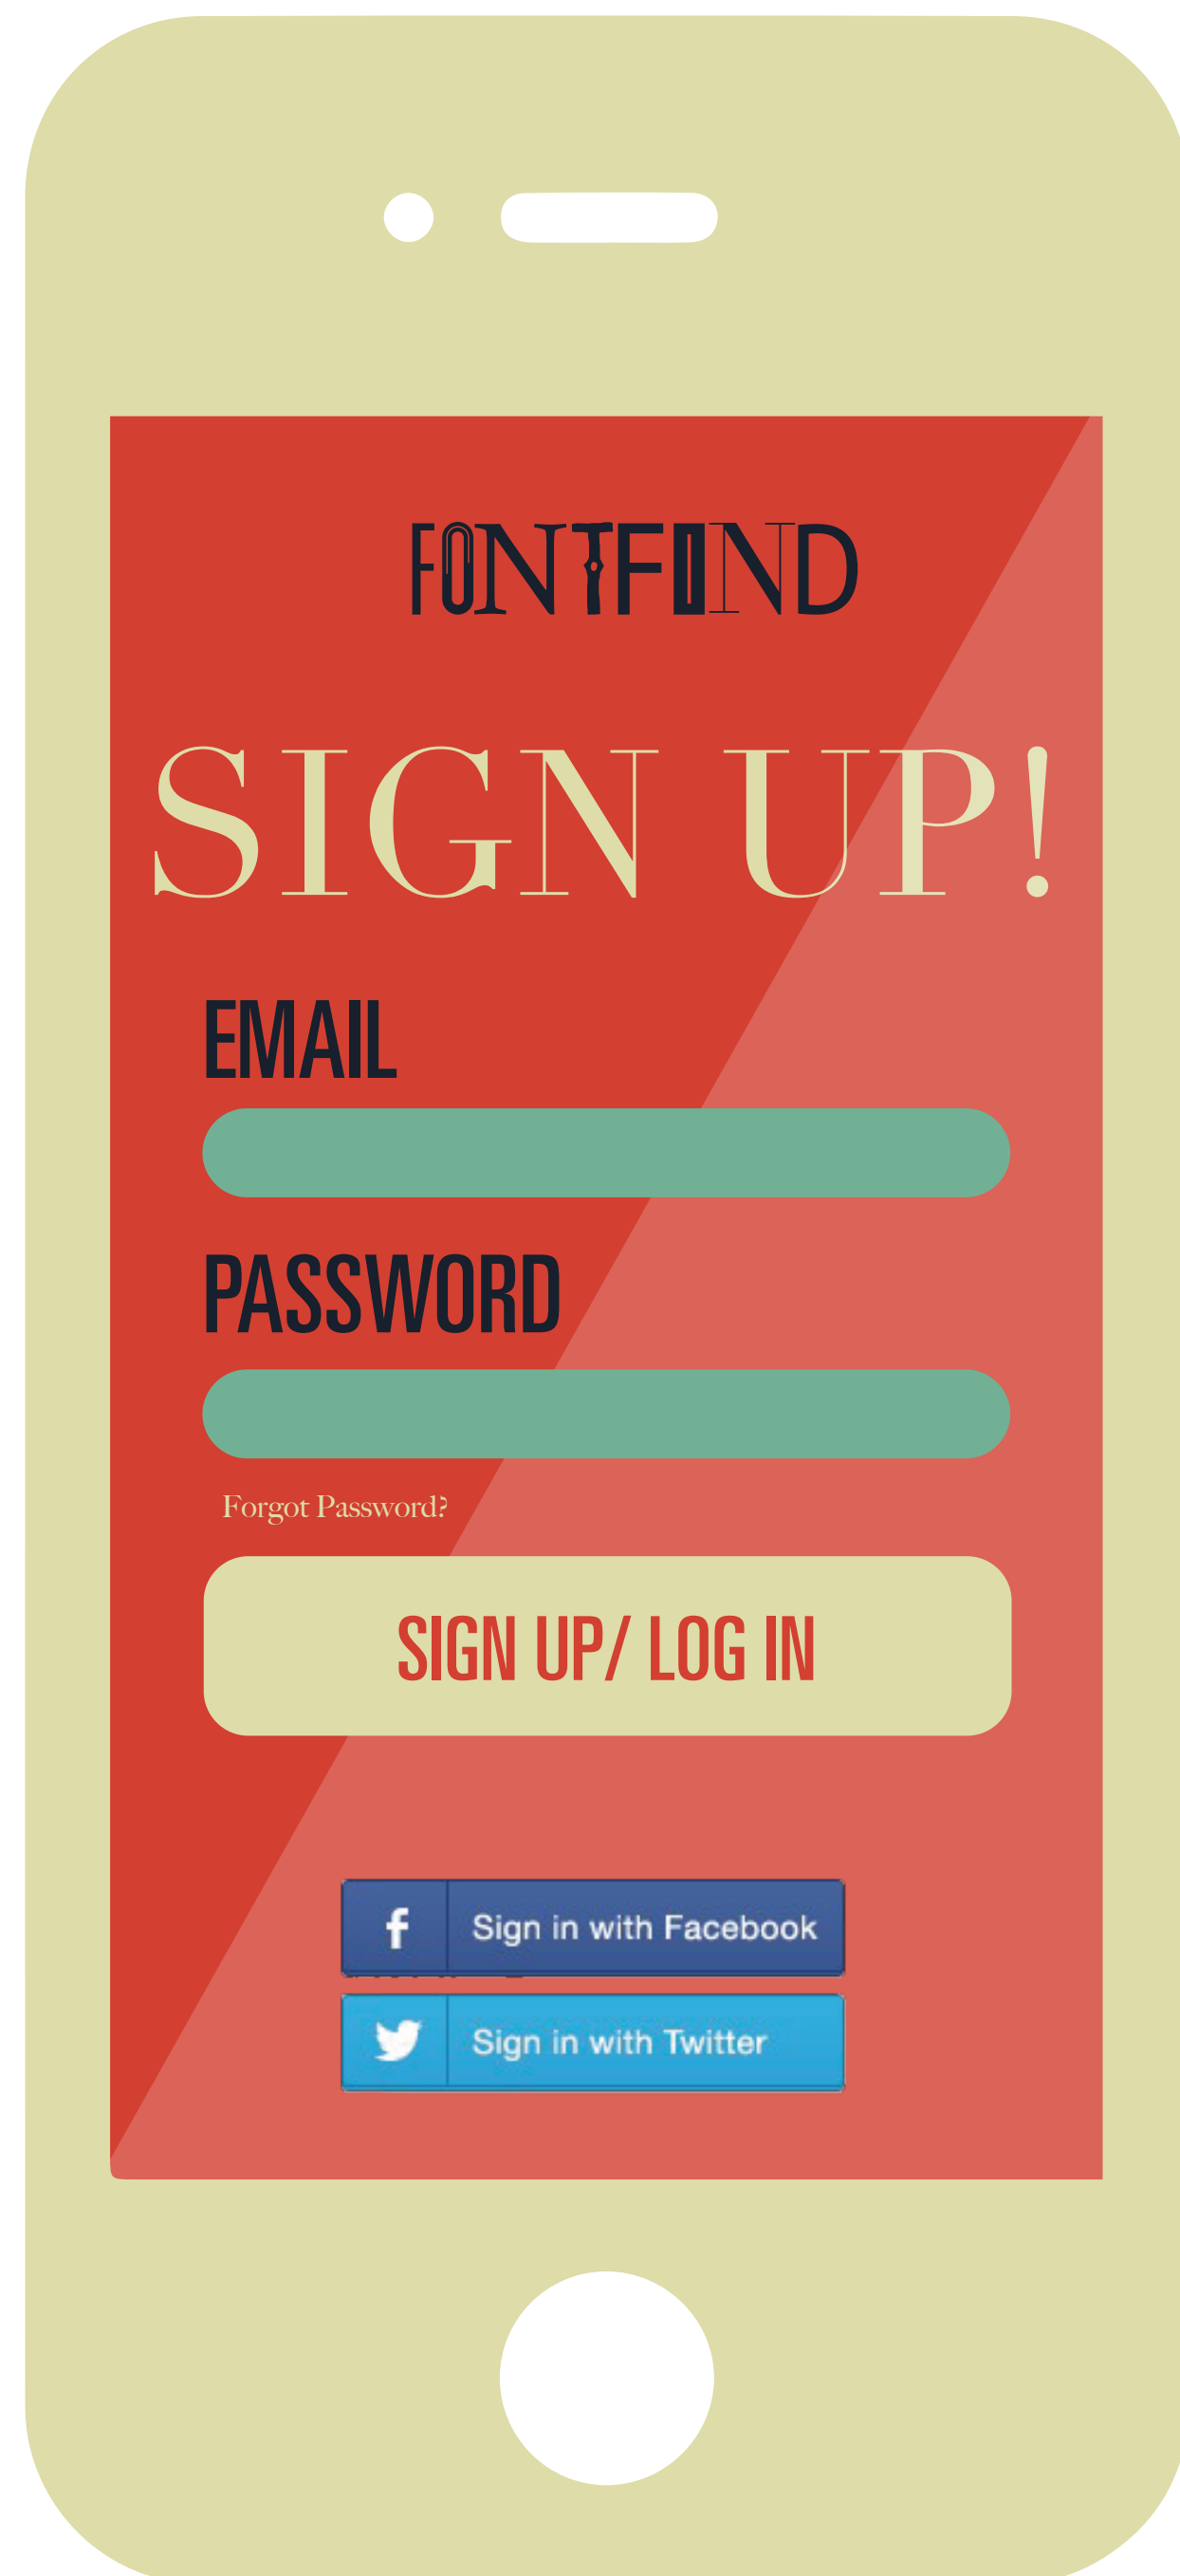 FONTFIND
SIGN UP!
EMAIL
PASSWORD
Forgot Password?
SIGN UP/ LOG IN
f Sign in with Facebook
Sign in with Twitter